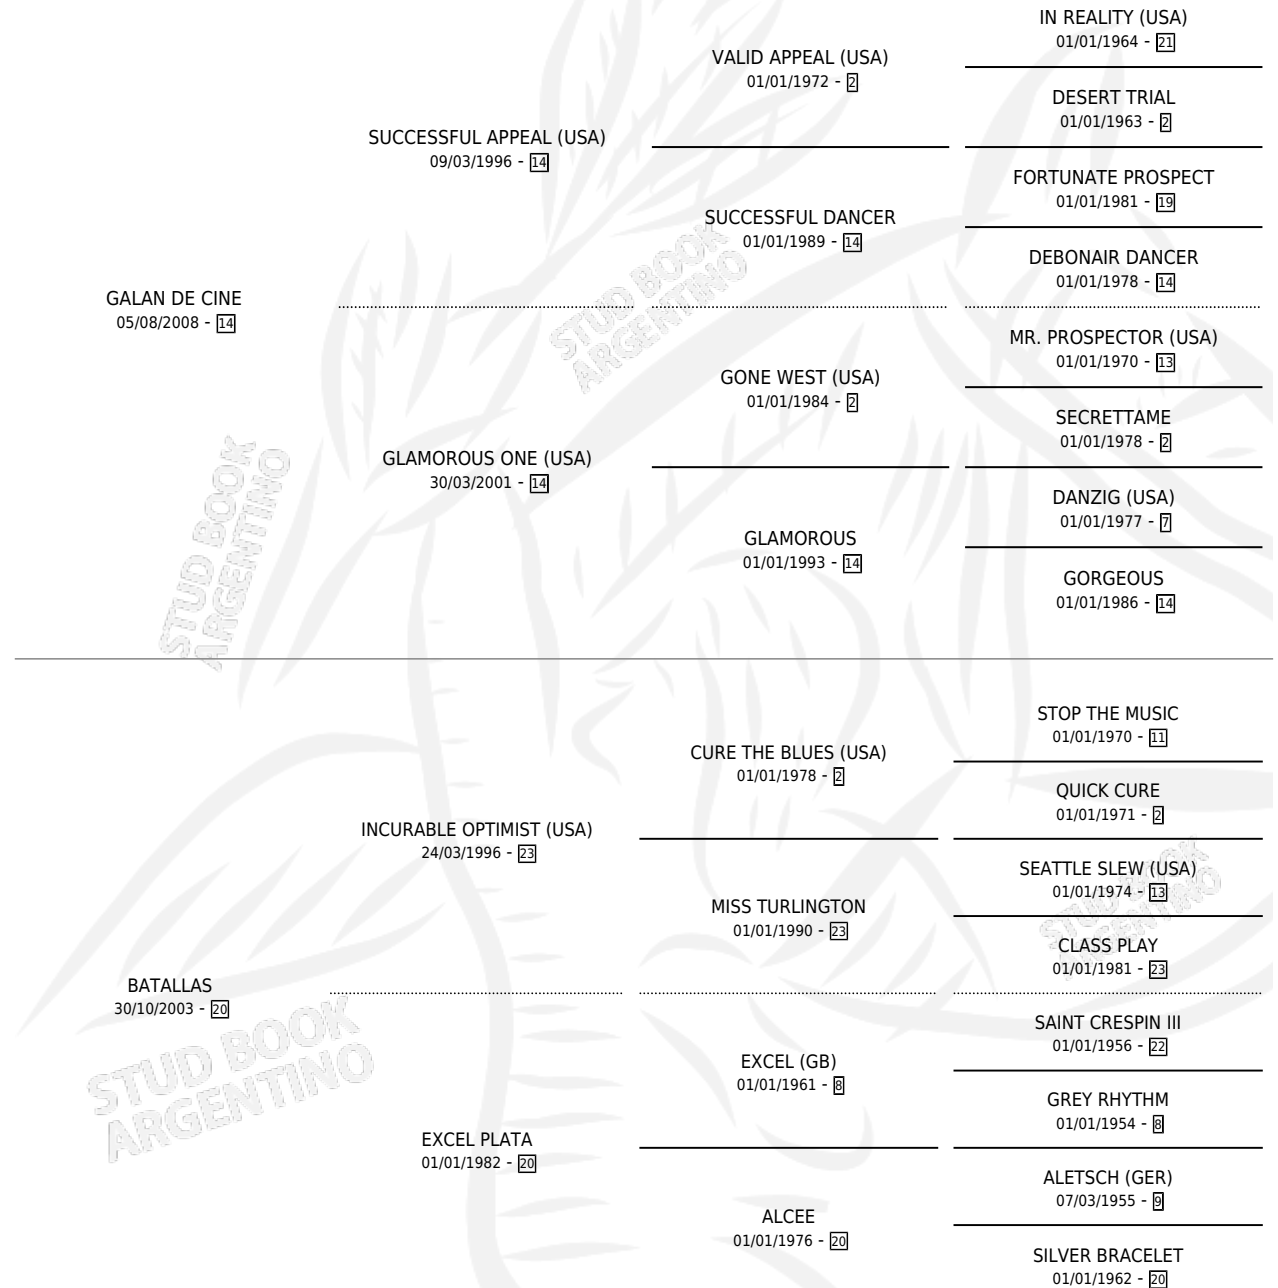 IN REALITY (USA)
01/01/1964 - 21
VALID APPEAL (USA)
01/01/1972 - 2
DESERT TRIAL
01/01/1963 - 2
SUCCESSFUL APPEAL (USA)
09/03/1996 - 14
FORTUNATE PROSPECT
01/01/1981 - 19
SUCCESSFUL DANCER
01/01/1989 - 14
DEBONAIR DANCER
01/01/1978 - 14
GALAN DE CINE
05/08/2008 - 14
MR. PROSPECTOR (USA)
01/01/1970 - 13
GONE WEST (USA)
01/01/1984 - 2
SECRETTAME
01/01/1978 - 2
GLAMOROUS ONE (USA)
30/03/2001 - 14
DANZIG (USA)
01/01/1977 - 7
GLAMOROUS
01/01/1993 - 14
GORGEOUS
01/01/1986 - 14
STUD BOOK
ARGENTINO
STUD BOOK
ARGENTINO
STOP THE MUSIC
01/01/1970 - 11
CURE THE BLUES (USA)
01/01/1978 - 2
QUICK CURE
01/01/1971 - 2
INCURABLE OPTIMIST (USA)
24/03/1996 - 23
SEATTLE SLEW (USA)
01/01/1974 - 13
MISS TURLINGTON
01/01/1990 - 23
CLASS PLAY
01/01/1981 - 23
BATALLAS
30/10/2003 - 20
SAINT CRESPIN III
01/01/1956 - 22
EXCEL (GB)
01/01/1961 - 8
GREY RHYTHM
01/01/1954 - 8
EXCEL PLATA
01/01/1982 - 20
ALETSCH (GER)
07/03/1955 - 9
ALCEE
01/01/1976 - 20
SILVER BRACELET
01/01/1962 - 20
STUD BOOK
ARGENTINO
STUD BOOK
ARGENTINO